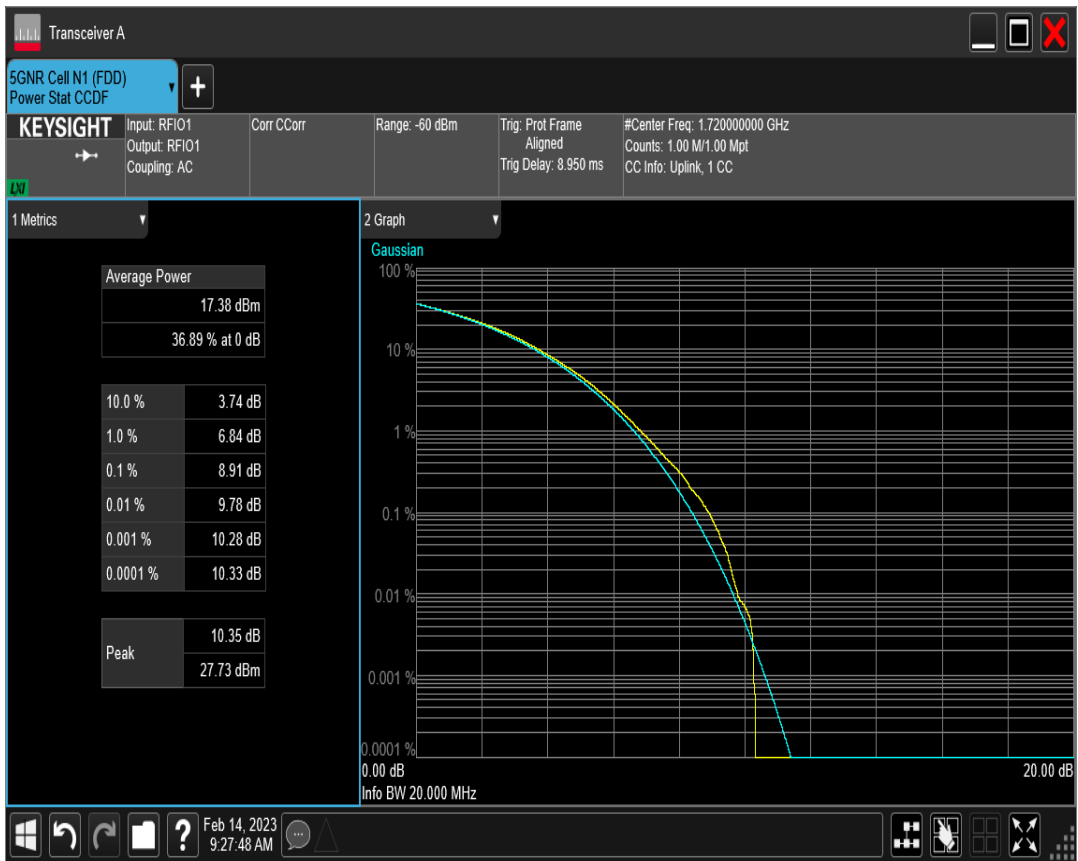 Transceiver A
5GNR Cell N1 (FDD)
Power Stat CCDF
+
KEYSIGHT
LXI
Input: RFIO1
Output: RFIO1
Coupling: AC
Corr CCorr
Range: -60 dBm
Trig: Prot Frame
Aligned
Trig Delay: 8.950 ms
#Center Freq: 1.720000000 GHz
Counts: 1.00 M/1.00 Mpt
CC Info: Uplink, 1 CC
1 Metrics
Average Power
17.38 dBm
36.89 % at 0 dB
10.0 % 3.74 dB
1.0 % 6.84 dB
0.1 % 8.91 dB
0.01 % 9.78 dB
0.001 % 10.28 dB
0.0001 % 10.33 dB
Peak
10.35 dB
27.73 dBm
2 Graph
Gaussian
100 %
10 %
1 %
0.1 %
0.01 %
0.001 %
0.0001 %
0.00 dB 20.00 dB
Info BW 20.000 MHz
?
Feb 14, 2023
9:27:48 AM